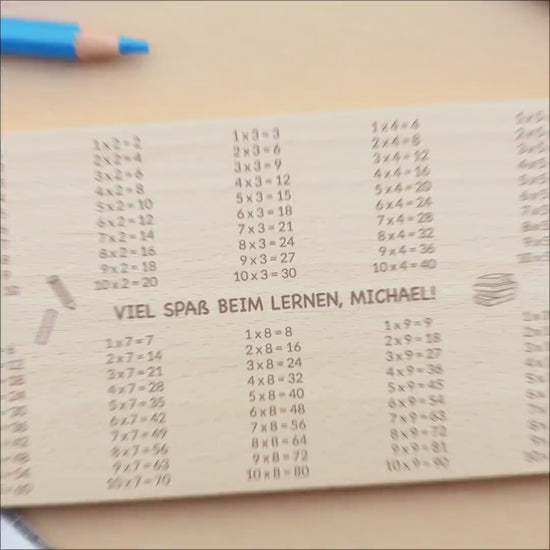 1 x 2 = 2
2 x 2 = 4
3 x 2 = 6
4 x 2 = 8
5 x 2 = 10
6 x 2 = 12
7 x 2 = 14
8 x 2 = 16
9 x 2 = 18
10 x 2 = 20
1 x 3 = 3
2 x 3 = 6
3 x 3 = 9
4 x 3 = 12
5 x 3 = 15
6 x 3 = 18
7 x 3 = 21
8 x 3 = 24
9 x 3 = 27
10 x 3 = 30
1 x 4 = 4
2 x 4 = 8
3 x 4 = 12
4 x 4 = 16
5 x 4 = 20
6 x 4 = 24
7 x 4 = 28
8 x 4 = 32
9 x 4 = 36
10 x 4 = 40
VIEL SPAß BEIM LERNEN, MICHAEL!
1 x 7 = 7
2 x 7 = 14
3 x 7 = 21
4 x 7 = 28
5 x 7 = 35
6 x 7 = 42
7 x 7 = 49
8 x 7 = 56
9 x 7 = 63
10 x 7 = 70
1 x 8 = 8
2 x 8 = 16
3 x 8 = 24
4 x 8 = 32
5 x 8 = 40
6 x 8 = 48
7 x 8 = 56
8 x 8 = 64
9 x 8 = 72
10 x 8 = 80
1 x 9 = 9
2 x 9 = 18
3 x 9 = 27
4 x 9 = 36
5 x 9 = 45
6 x 9 = 54
7 x 9 = 63
8 x 9 = 72
9 x 9 = 81
10 x 9 = 90